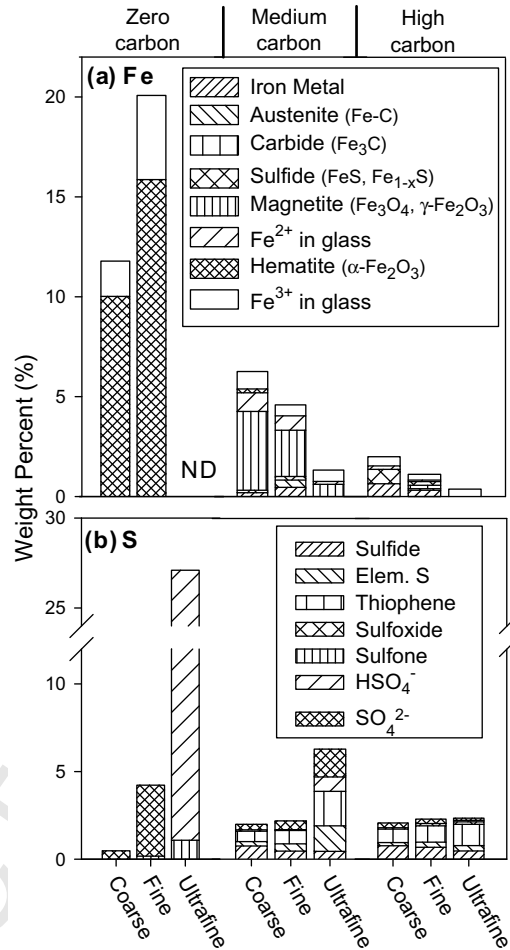 Zero carbon
Medium carbon
High carbon
(a) Fe
Iron Metal
Austenite (Fe-C)
Carbide (Fe₃C)
Sulfide (FeS, Fe₁₋ₓS)
Magnetite (Fe₃O₄, γ-Fe₂O₃)
Fe²⁺ in glass
Hematite (α-Fe₂O₃)
Fe³⁺ in glass
20
15
10
5
0
ND
Weight Percent (%)
(b) S
Sulfide
Elem. S
Thiophene
Sulfoxide
Sulfone
HSO₄⁻
SO₄²⁻
30
25
10
5
0
Coarse
Fine
Ultrafine
Coarse
Fine
Ultrafine
Coarse
Fine
Ultrafine